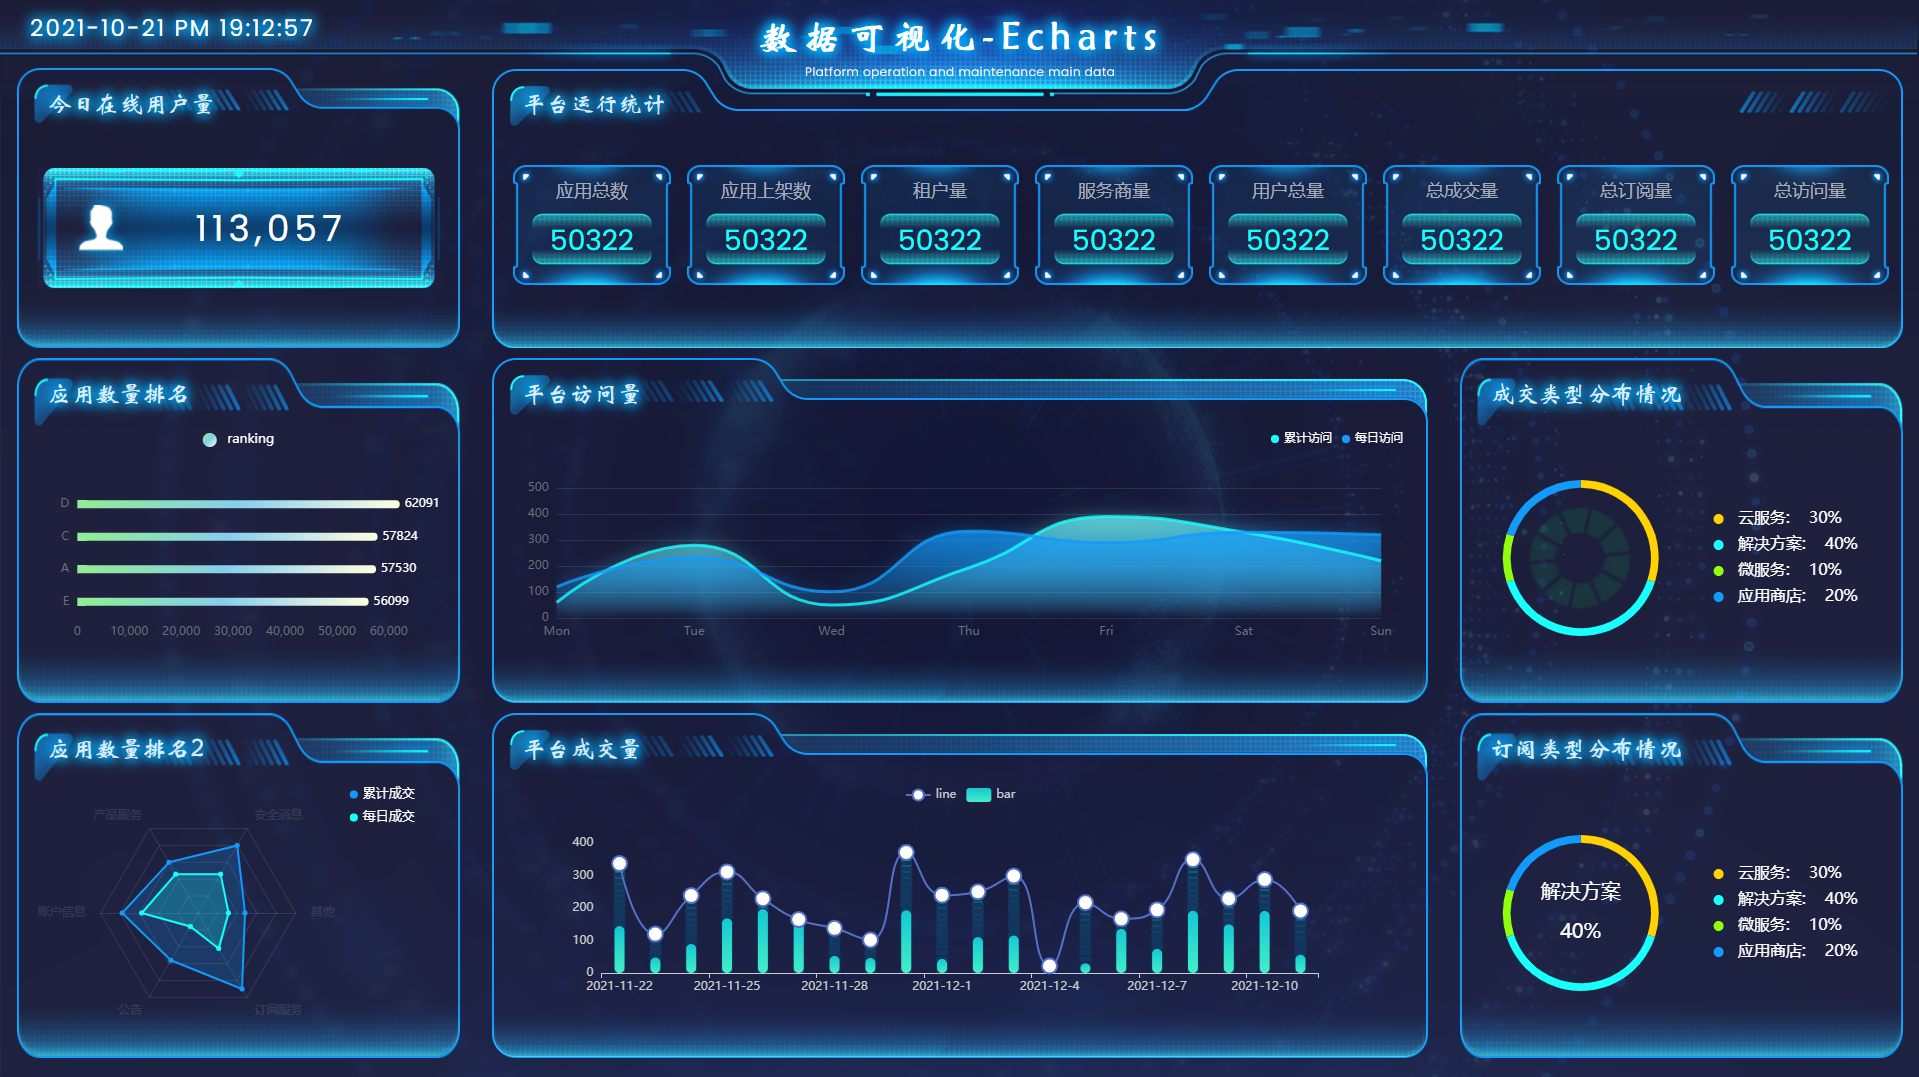 2021-10-21 PM 19:12:57
数据可视化-Echarts
Platform operation and maintenance main data
今日在线用户量
113,057
平台运行统计
应用总数
50322
应用上架数
50322
租户量
50322
服务商量
50322
用户总量
50322
总成交量
50322
总订阅量
50322
总访问量
50322
应用数量排名
ranking
D 62091
C 57824
A 57530
E 56099
0 10,000 20,000 30,000 40,000 50,000 60,000
平台访问量
累计访问 每日访问
500
400
300
200
100
0
Mon Tue Wed Thu Fri Sat Sun
成交类型分布情况
云服务: 30%
解决方案: 40%
微服务: 10%
应用商店: 20%
应用数量排名2
累计成交
每日成交
产品服务 安全消息
账户信息 其他
公告 订阅服务
平台成交量
line bar
400
300
200
100
0
2021-11-22 2021-11-25 2021-11-28 2021-12-1 2021-12-4 2021-12-7 2021-12-10
订阅类型分布情况
解决方案
40%
云服务: 30%
解决方案: 40%
微服务: 10%
应用商店: 20%